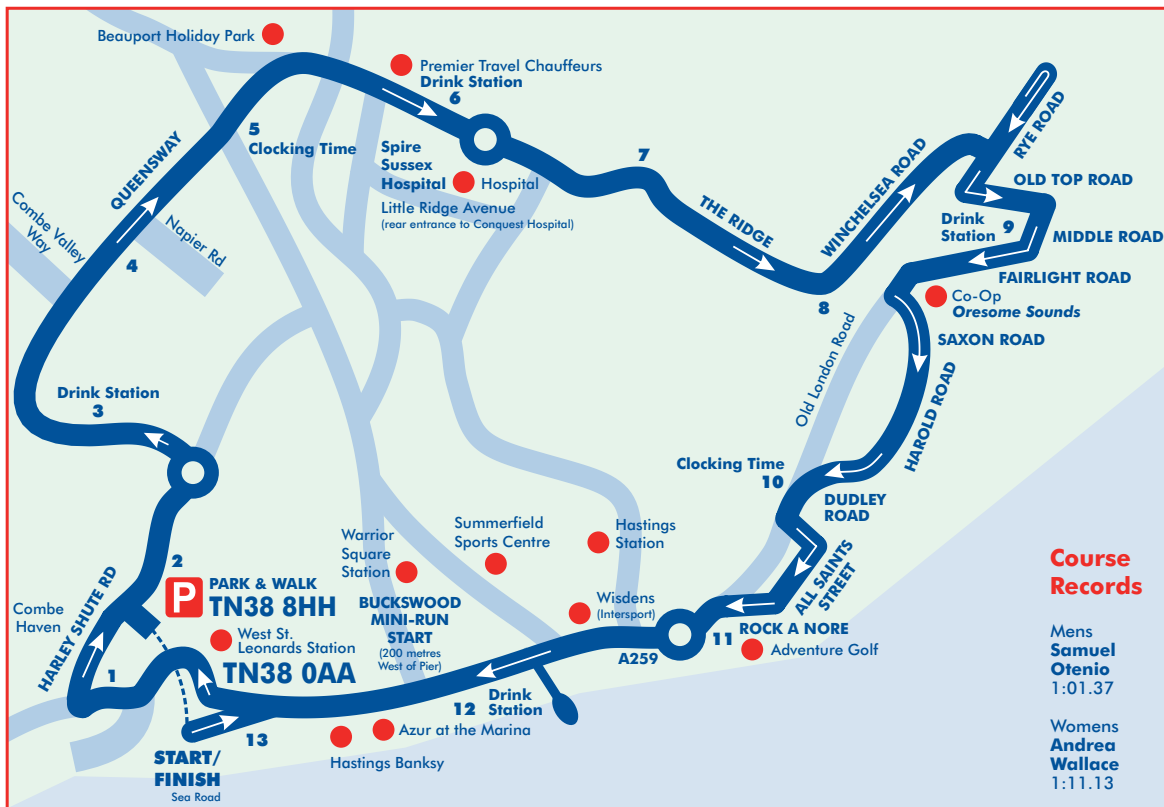 Beauport Holiday Park
Premier Travel Chauffeurs
Drink Station
6
5
Clocking Time
QUEENSWAY
Combe Valley
Way
Napier Rd
4
Spire
Sussex
Hospital
Hospital
Little Ridge Avenue
(rear entrance to Conquest Hospital)
7
THE RIDGE
WINCHELSEA ROAD
8
RYE ROAD
OLD TOP ROAD
Drink
Station
9
MIDDLE ROAD
FAIRLIGHT ROAD
Co-Op
Oresome Sounds
SAXON ROAD
Old London Road
HAROLD ROAD
Drink Station
3
Clocking Time
10
DUDLEY
ROAD
ALL SAINTS
STREET
2
P
PARK & WALK
TN38 8HH
HARLEY SHUTE RD
Combe
Haven
1
West St.
Leonards Station
TN38 0AA
Warrior
Square
Station
Summerfield
Sports Centre
Hastings
Station
BUCKSWOOD
MINI-RUN
START
(200 metres
West of Pier)
Wisdens
(Intersport)
A259
11
ROCK A NORE
Adventure Golf
12
Drink
Station
Azur at the Marina
Hastings Banksy
13
START/
FINISH
Sea Road
Course
Records
Mens
Samuel
Otenio
1:01.37
Womens
Andrea
Wallace
1:11.13